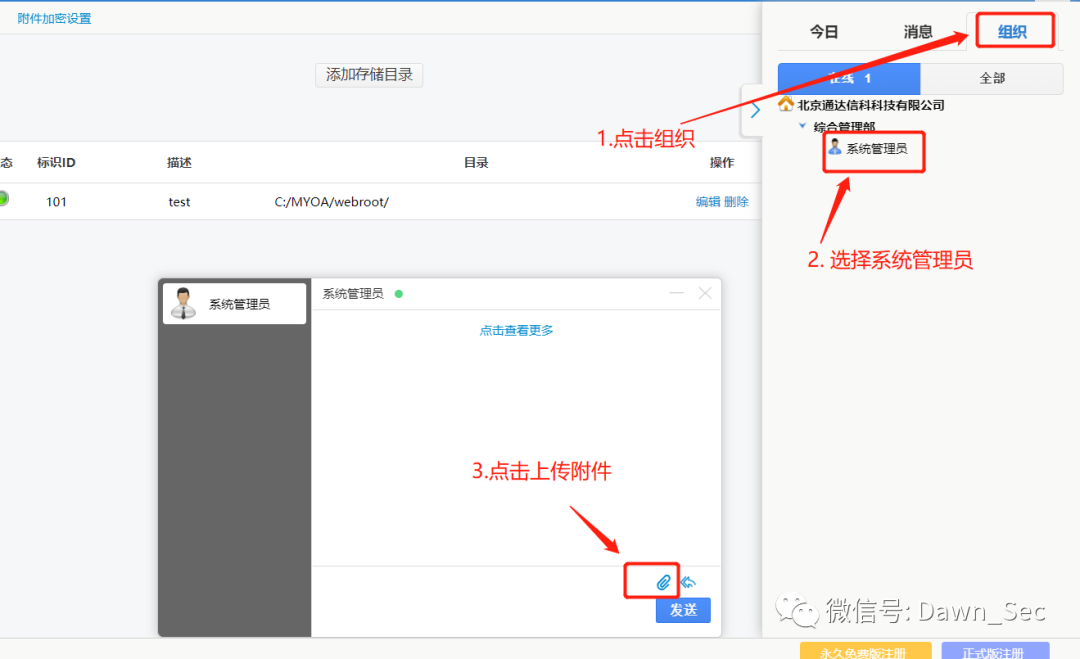 附件加密设置
今日 消息 组织
添加存储目录
在线 1 全部
北京通达信科科技有限公司
综合管理部
系统管理员
1.点击组织
态 标识ID 描述 目录 操作
101 test C:/MYOA/webroot/ 编辑 删除
2. 选择系统管理员
系统管理员
系统管理员
点击查看更多
3.点击上传附件
发送
微信号: Dawn_Sec
永久免费版注册 正式版注册